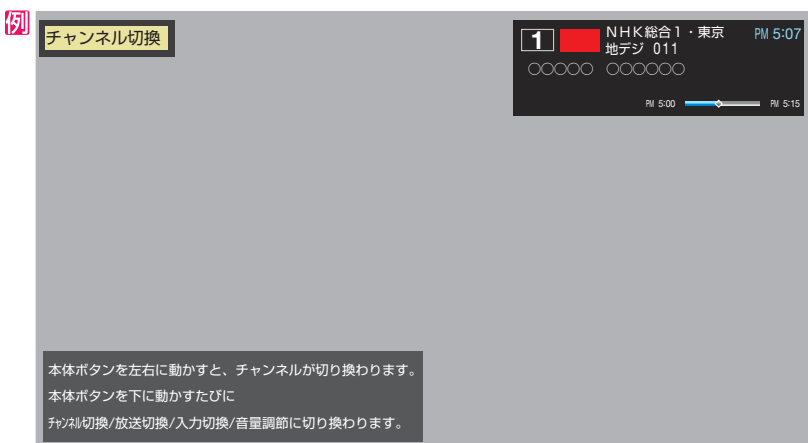 例
チャンネル切換
1
NHK総合1・東京
PM 5:07
地デジ 011
○○○○○ ○○○○○○
PM 5:00
PM 5:15
本体ボタンを左右に動かすと、チャンネルが切り換わります。
本体ボタンを下に動かすたびに
ﾁｬﾝﾈﾙ切換/放送切換/入力切換/音量調節に切り換わります。